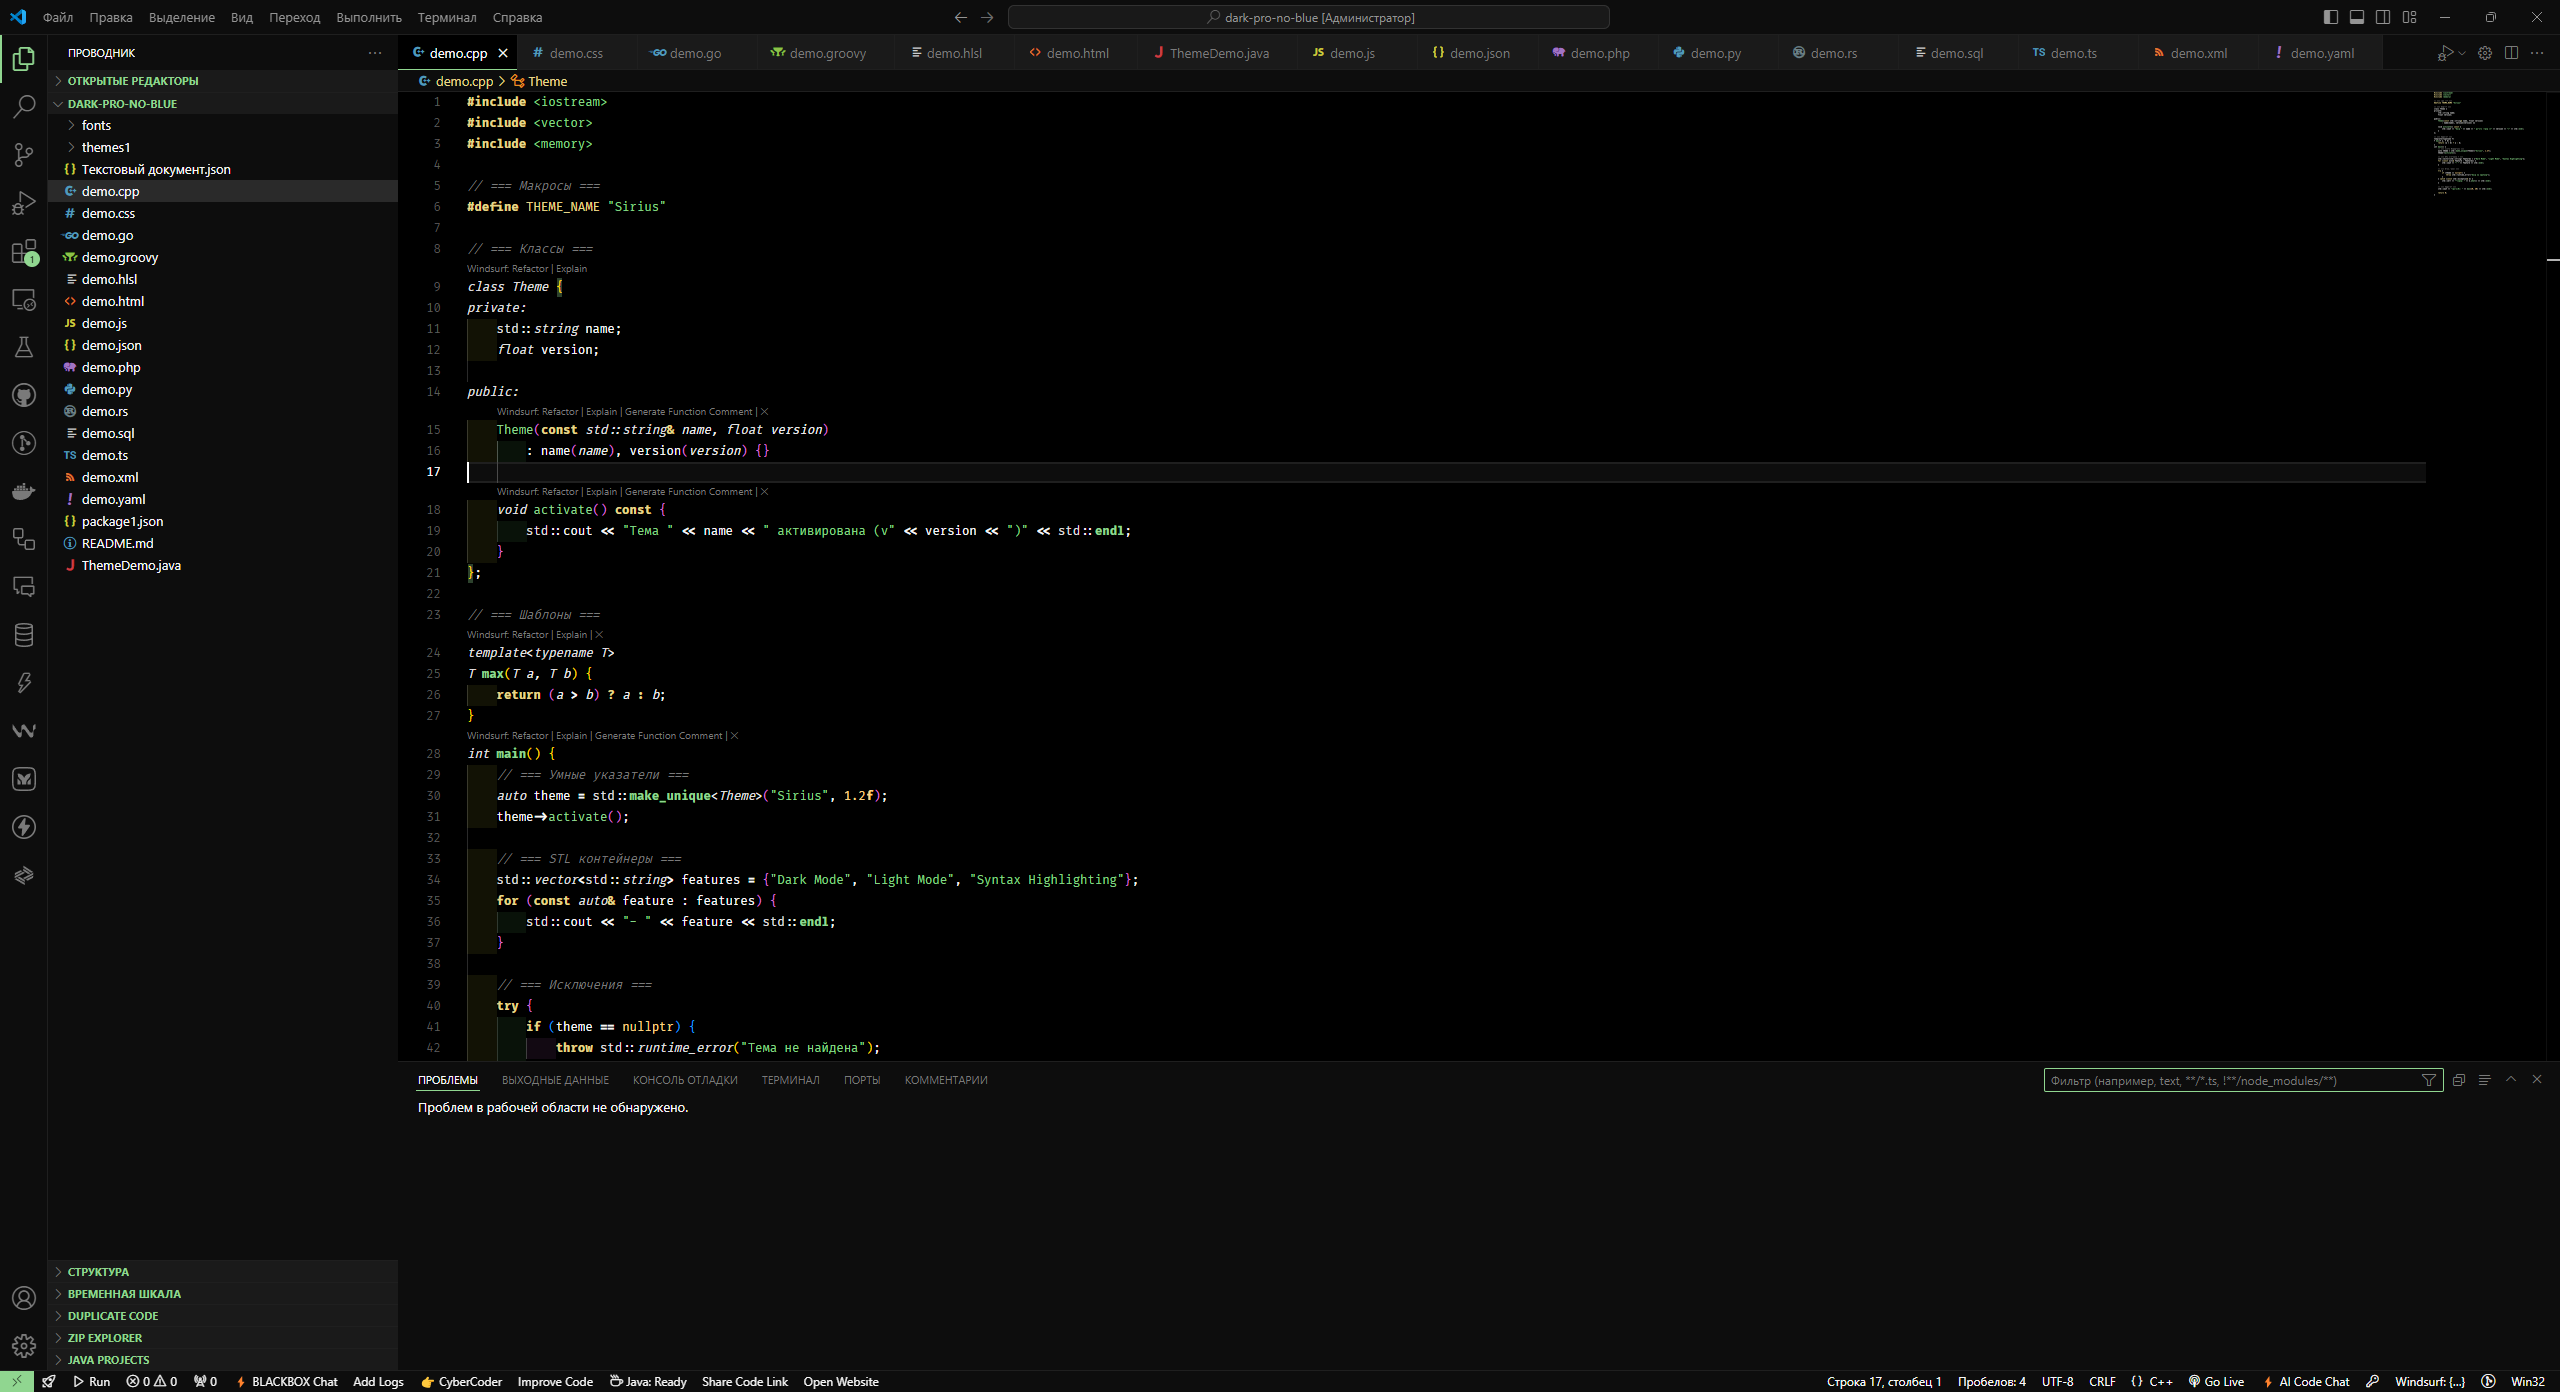 Файл Правка Выделение Вид Переход Выполнить Терминал Справка
dark-pro-no-blue [Администратор]
ПРОВОДНИК
ОТКРЫТЫЕ РЕДАКТОРЫ
DARK-PRO-NO-BLUE
fonts
themes1
Текстовый документ.json
demo.cpp
demo.css
demo.go
demo.groovy
demo.hlsl
demo.html
demo.js
demo.json
demo.php
demo.py
demo.rs
demo.sql
demo.ts
demo.xml
demo.yaml
package1.json
README.md
ThemeDemo.java
СТРУКТУРА
ВРЕМЕННАЯ ШКАЛА
DUPLICATE CODE
ZIP EXPLORER
JAVA PROJECTS
demo.cpp demo.css demo.go demo.groovy demo.hlsl demo.html ThemeDemo.java demo.js demo.json demo.php demo.py demo.rs demo.sql demo.ts demo.xml demo.yaml
demo.cpp > Theme
1 #include <iostream>
2 #include <vector>
3 #include <memory>
4
5 // === Макросы ===
6 #define THEME_NAME "Sirius"
7
8 // === Классы ===
Windsurf: Refactor | Explain
9 class Theme {
10 private:
11 std::string name;
12 float version;
13
14 public:
Windsurf: Refactor | Explain | Generate Function Comment | ×
15 Theme(const std::string& name, float version)
16 : name(name), version(version) {}
17
Windsurf: Refactor | Explain | Generate Function Comment | ×
18 void activate() const {
19 std::cout << "Тема " << name << " активирована (v" << version << ")" << std::endl;
20 }
21 };
22
23 // === Шаблоны ===
Windsurf: Refactor | Explain | ×
24 template<typename T>
25 T max(T a, T b) {
26 return (a > b) ? a : b;
27 }
Windsurf: Refactor | Explain | Generate Function Comment | ×
28 int main() {
29 // === Умные указатели ===
30 auto theme = std::make_unique<Theme>("Sirius", 1.2f);
31 theme->activate();
32
33 // === STL контейнеры ===
34 std::vector<std::string> features = {"Dark Mode", "Light Mode", "Syntax Highlighting"};
35 for (const auto& feature : features) {
36 std::cout << "- " << feature << std::endl;
37 }
38
39 // === Исключения ===
40 try {
41 if (theme == nullptr) {
42 throw std::runtime_error("Тема не найдена");
ПРОБЛЕМЫ ВЫХОДНЫЕ ДАННЫЕ КОНСОЛЬ ОТЛАДКИ ТЕРМИНАЛ ПОРТЫ КОММЕНТАРИИ
Фильтр (например, text, **/*.ts, !**/node_modules/**)
Проблем в рабочей области не обнаружено.
Run 0 0 0 BLACKBOX Chat Add Logs CyberCoder Improve Code Java: Ready Share Code Link Open Website
Строка 17, столбец 1 Пробелов: 4 UTF-8 CRLF {} C++ Go Live AI Code Chat Windsurf: {...} Win32